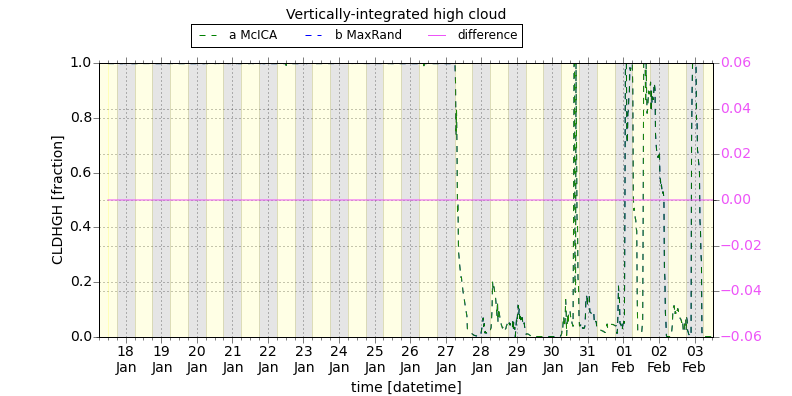 Vertically-integrated high cloud
a McICA b MaxRand difference
CLDHGH [fraction]
1.0
0.8
0.6
0.4
0.2
0.0
0.06
0.04
0.02
0.00
−0.02
−0.04
−0.06
18 19 20 21 22 23 24 25 26 27 28 29 30 31 01 02 03
Jan Jan Jan Jan Jan Jan Jan Jan Jan Jan Jan Jan Jan Jan Feb Feb Feb
time [datetime]